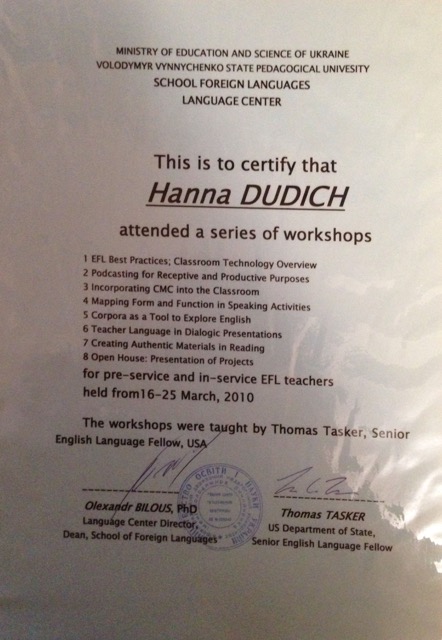 MINISTRY OF EDUCATION AND SCIENCE OF UKRAINE
VOLODYMYR VYNNYCHENKO STATE PEDAGOGICAL UNIVESITY
SCHOOL FOREIGN LANGUAGES
LANGUAGE CENTER
This is to certify that
Hanna DUDICH
attended a series of workshops
1 EFL Best Practices; Classroom Technology Overview
2 Podcasting for Receptive and Productive Purposes
3 Incorporating CMC into the Classroom
4 Mapping Form and Function in Speaking Activities
5 Corpora as a Tool to Explore English
6 Teacher Language in Dialogic Presentations
7 Creating Authentic Materials in Reading
8 Open House: Presentation of Projects
for pre-service and in-service EFL teachers
held from16-25 March, 2010
The workshops were taught by Thomas Tasker, Senior
English Language Fellow, USA
Olexandr BILOUS, PhD
Language Center Director,
Dean, School of Foreign Languages"
ОСВІТИ І НАУКИ
Thomas TASKER
US Department of State,
Senior English Language Fellow